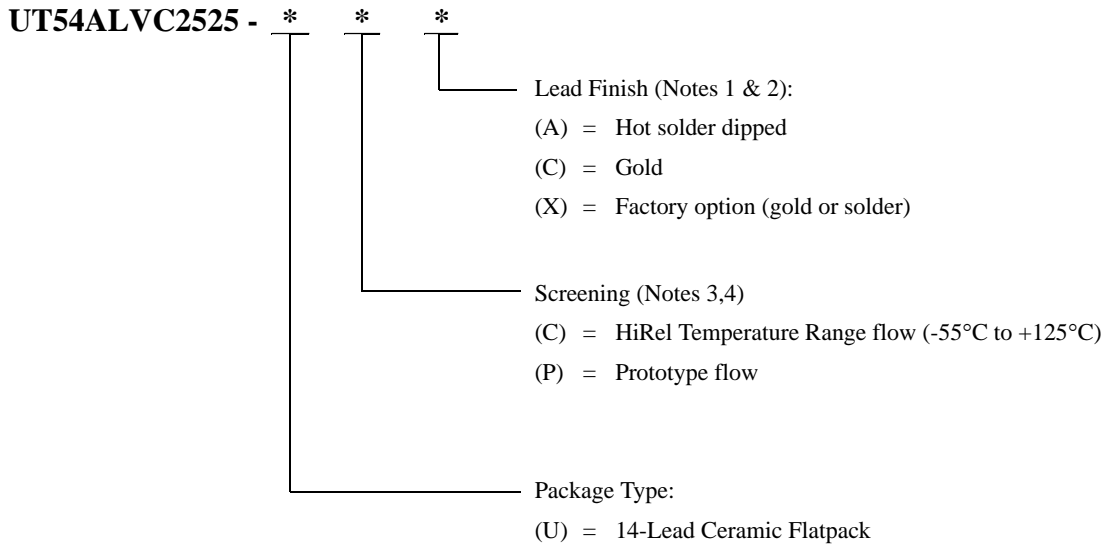 UT54ALVC2525 - * * *
Lead Finish (Notes 1 & 2):
(A) = Hot solder dipped
(C) = Gold
(X) = Factory option (gold or solder)
Screening (Notes 3,4)
(C) = HiRel Temperature Range flow (-55°C to +125°C)
(P) = Prototype flow
Package Type:
(U) = 14-Lead Ceramic Flatpack